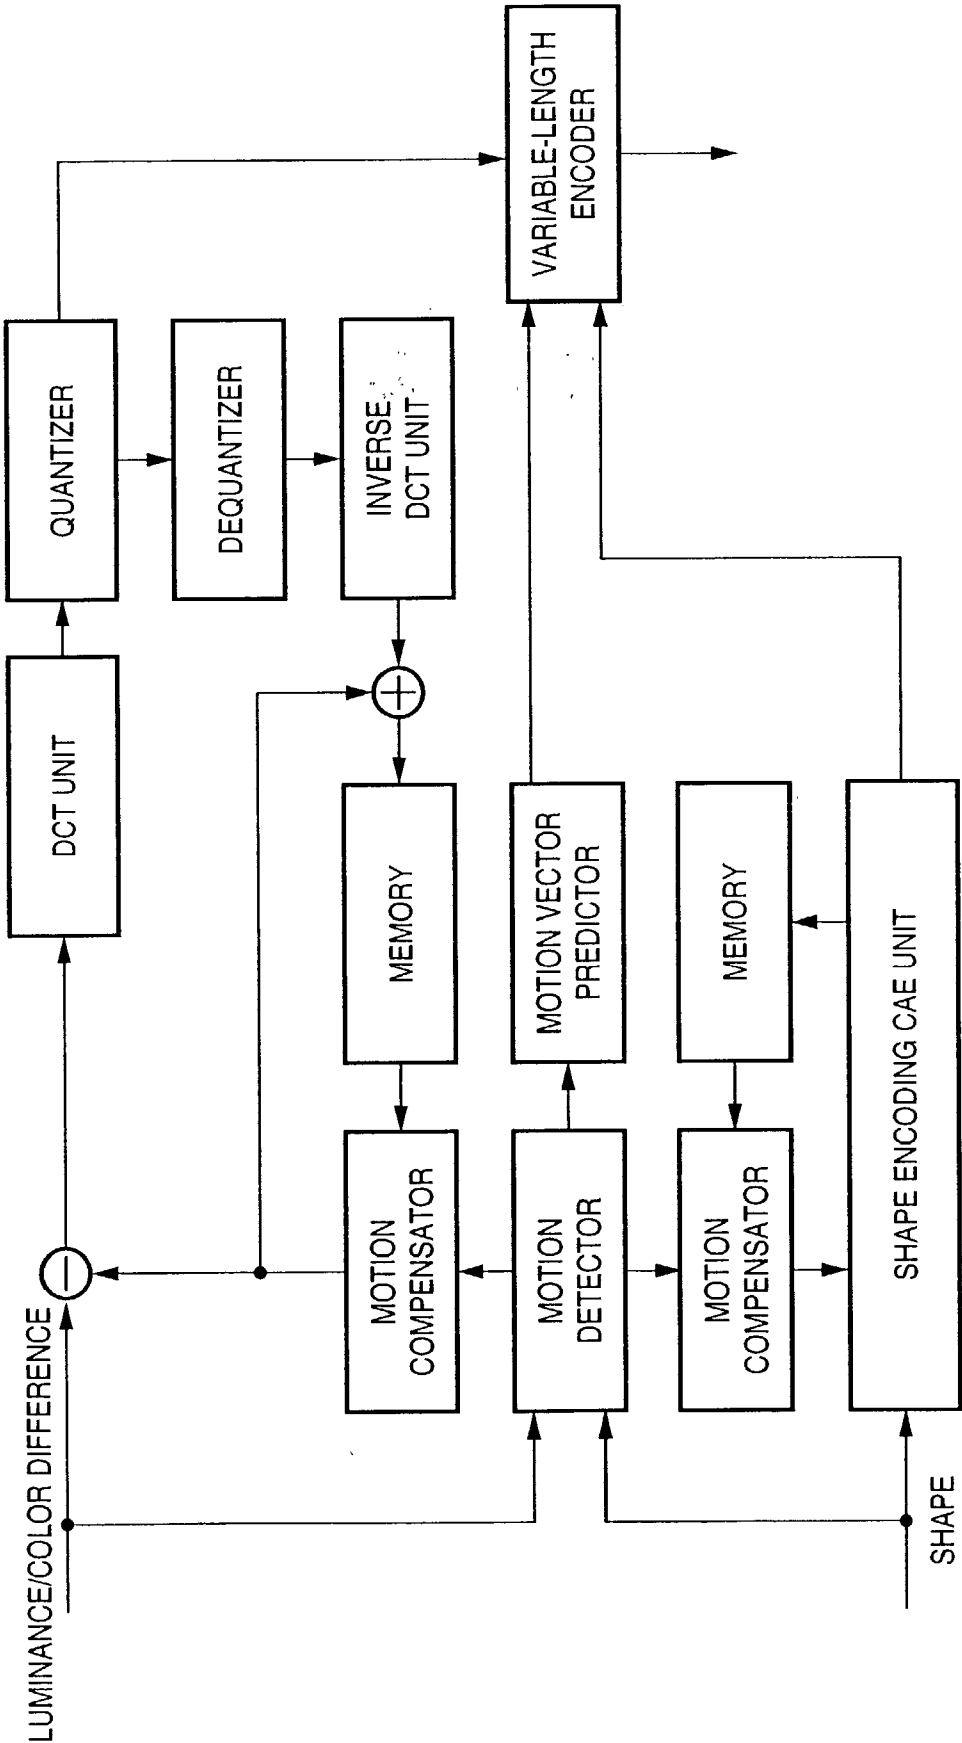 LUMINANCE/COLOR DIFFERENCE
DCT UNIT
QUANTIZER
DEQUANTIZER
INVERSE
DCT UNIT
MOTION
COMPENSATOR
MEMORY
MOTION
DETECTOR
MOTION VECTOR
PREDICTOR
VARIABLE-LENGTH
ENCODER
MOTION
COMPENSATOR
MEMORY
SHAPE ENCODING CAE UNIT
SHAPE